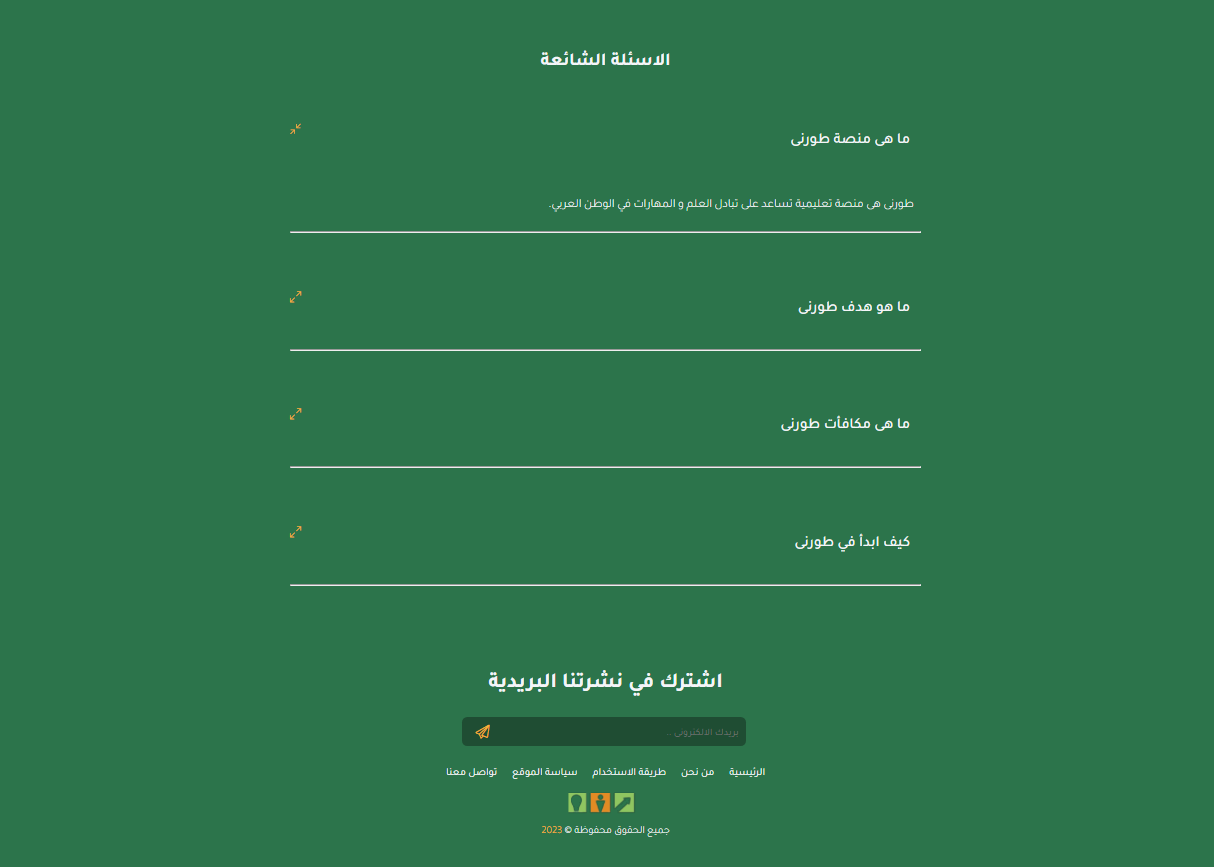 الاسئلة الشائعة
ما هى منصة طورنى
طورنى هى منصة تعليمية تساعد على تبادل العلم و المهارات في الوطن العربي.
ما هو هدف طورنى
ما هى مكافأت طورنى
كيف ابدأ في طورنى
اشترك في نشرتنا البريدية
بريدك الالكترونى ..
الرئيسية من نحن طريقة الاستخدام سياسة الموقع تواصل معنا
جميع الحقوق محفوظة © 2023